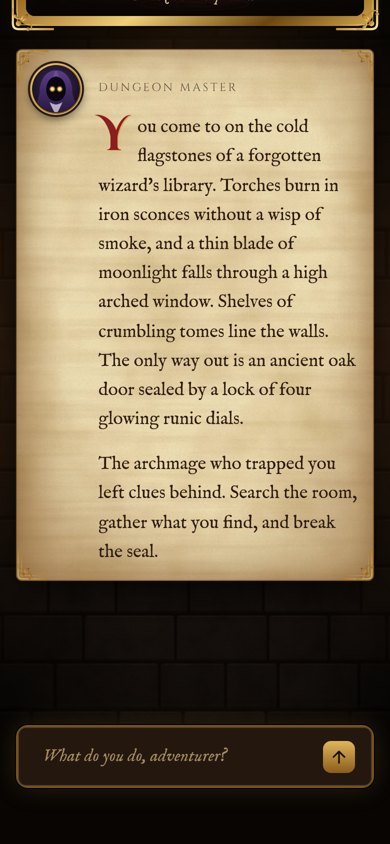 DUNGEON MASTER
You come to on the cold
flagstones of a forgotten
wizard's library. Torches burn in
iron sconces without a wisp of
smoke, and a thin blade of
moonlight falls through a high
arched window. Shelves of
crumbling tomes line the walls.
The only way out is an ancient oak
door sealed by a lock of four
glowing runic dials.
The archmage who trapped you
left clues behind. Search the room,
gather what you find, and break
the seal.
What do you do, adventurer?